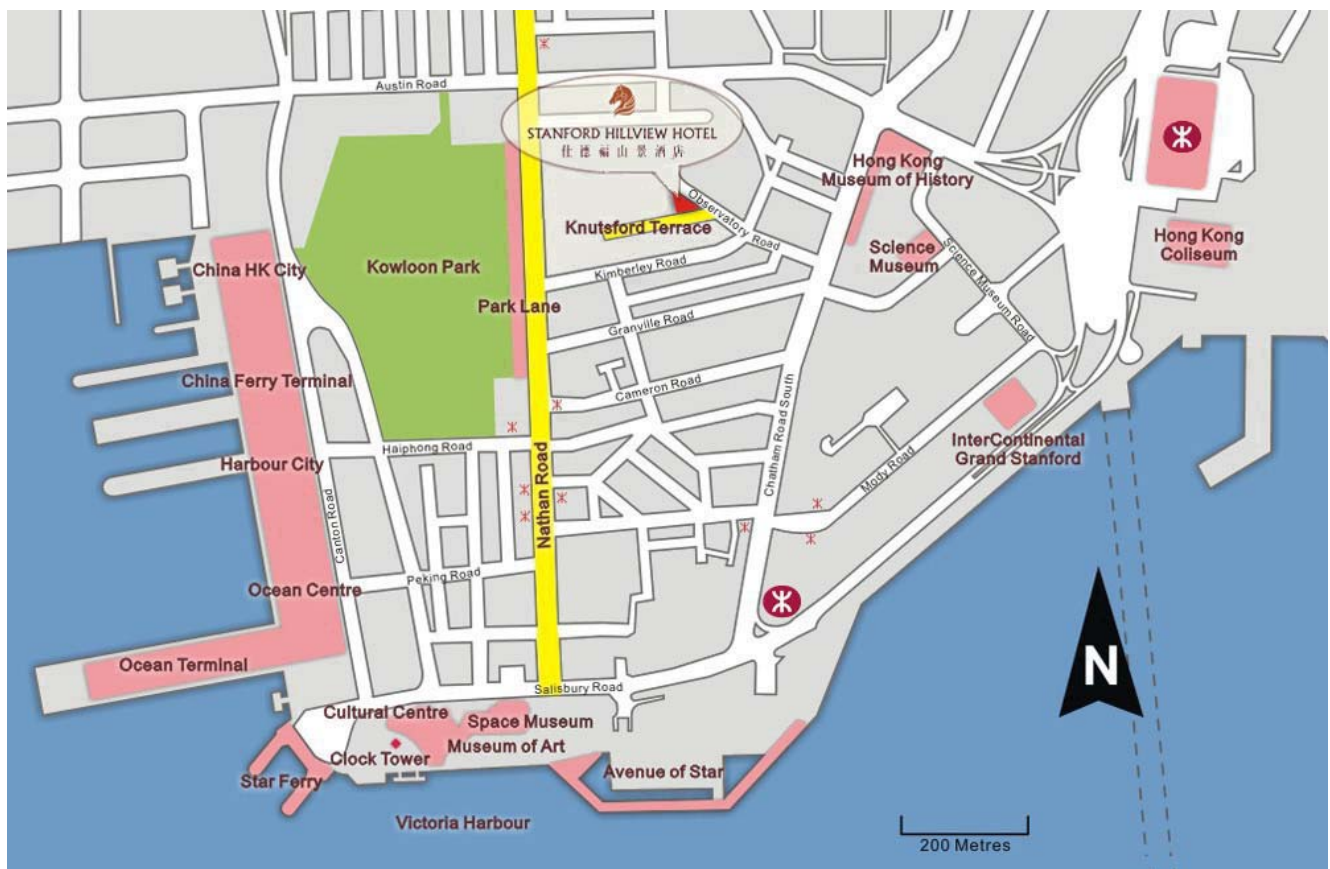 Austin Road
STANFORD HILLVIEW HOTEL
仕德福山景酒店
Hong Kong
Museum of History
Observatory Road
Knutsford Terrace
Science
Museum
Science Museum Road
Hong Kong
Coliseum
China HK City
Kowloon Park
Kimberley Road
Park Lane
Granville Road
China Ferry Terminal
Cameron Road
Chatham Road South
InterContinental
Grand Stanford
Haiphong Road
Harbour City
Nathan Road
Mody Road
Canton Road
Peking Road
Ocean Centre
Ocean Terminal
N
Salisbury Road
Cultural Centre
Space Museum
Museum of Art
Clock Tower
Star Ferry
Avenue of Star
Victoria Harbour
200 Metres